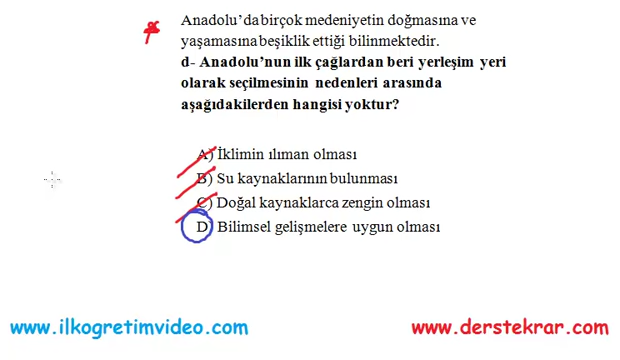 Anadolu’da birçok medeniyetin doğmasına ve
yaşamasına beşiklik ettiği bilinmektedir.
d- Anadolu’nun ilk çağlardan beri yerleşim yeri
olarak seçilmesinin nedenleri arasında
aşağıdakilerden hangisi yoktur?
A) İklimin ılıman olması
B) Su kaynaklarının bulunması
C) Doğal kaynaklarca zengin olması
D) Bilimsel gelişmelere uygun olması
www.ilkogretimvideo.com
www.derstekrar.com